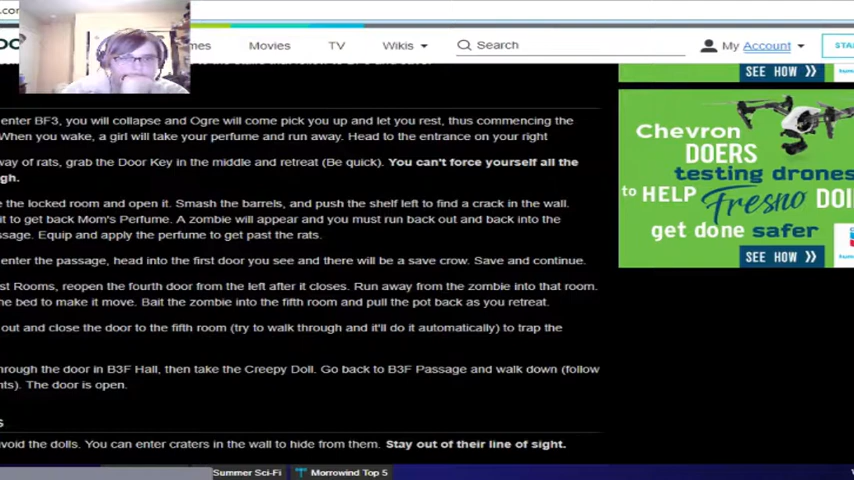 .co
mes Movies TV Wikis Search My Account STA
SEE HOW
enter BF3, you will collapse and Ogre will come pick you up and let you rest, thus commencing the
When you wake, a girl will take your perfume and run away. Head to the entrance on your right
way of rats, grab the Door Key in the middle and retreat (Be quick). You can't force yourself all the
gh.
e the locked room and open it. Smash the barrels, and push the shelf left to find a crack in the wall.
it to get back Mom's Perfume. A zombie will appear and you must run back out and back into the
ssage. Equip and apply the perfume to get past the rats.
enter the passage, head into the first door you see and there will be a save crow. Save and continue.
st Rooms, reopen the fourth door from the left after it closes. Run away from the zombie into that room.
he bed to make it move. Bait the zombie into the fifth room and pull the pot back as you retreat.
out and close the door to the fifth room (try to walk through and it'll do it automatically) to trap the
hrough the door in B3F Hall, then take the Creepy Doll. Go back to B3F Passage and walk down (follow
nts). The door is open.
s
void the dolls. You can enter craters in the wall to hide from them. Stay out of their line of sight.
Chevron
DOERS
testing drones
to HELP Fresno DOI
get done safer
SEE HOW
Summer Sci-Fi Morrowind Top 5